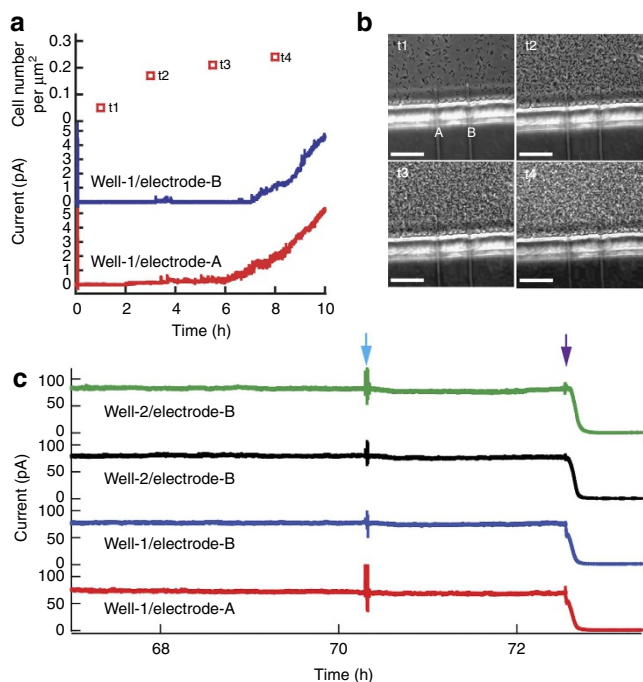 a
Cell number
per μm²
0.3
0.2
0.1
0
t1
t2
t3
t4
Current (pA)
5
4
3
2
1
0
Well-1/electrode-B
5
4
3
2
1
0
Well-1/electrode-A
0 2 4 6 8 10
Time (h)
b
t1
t2
A B
t3
t4
c
Current (pA)
100
50
0
Well-2/electrode-B
100
50
0
Well-2/electrode-B
100
50
0
Well-1/electrode-B
100
50
0
Well-1/electrode-A
68 70 72
Time (h)